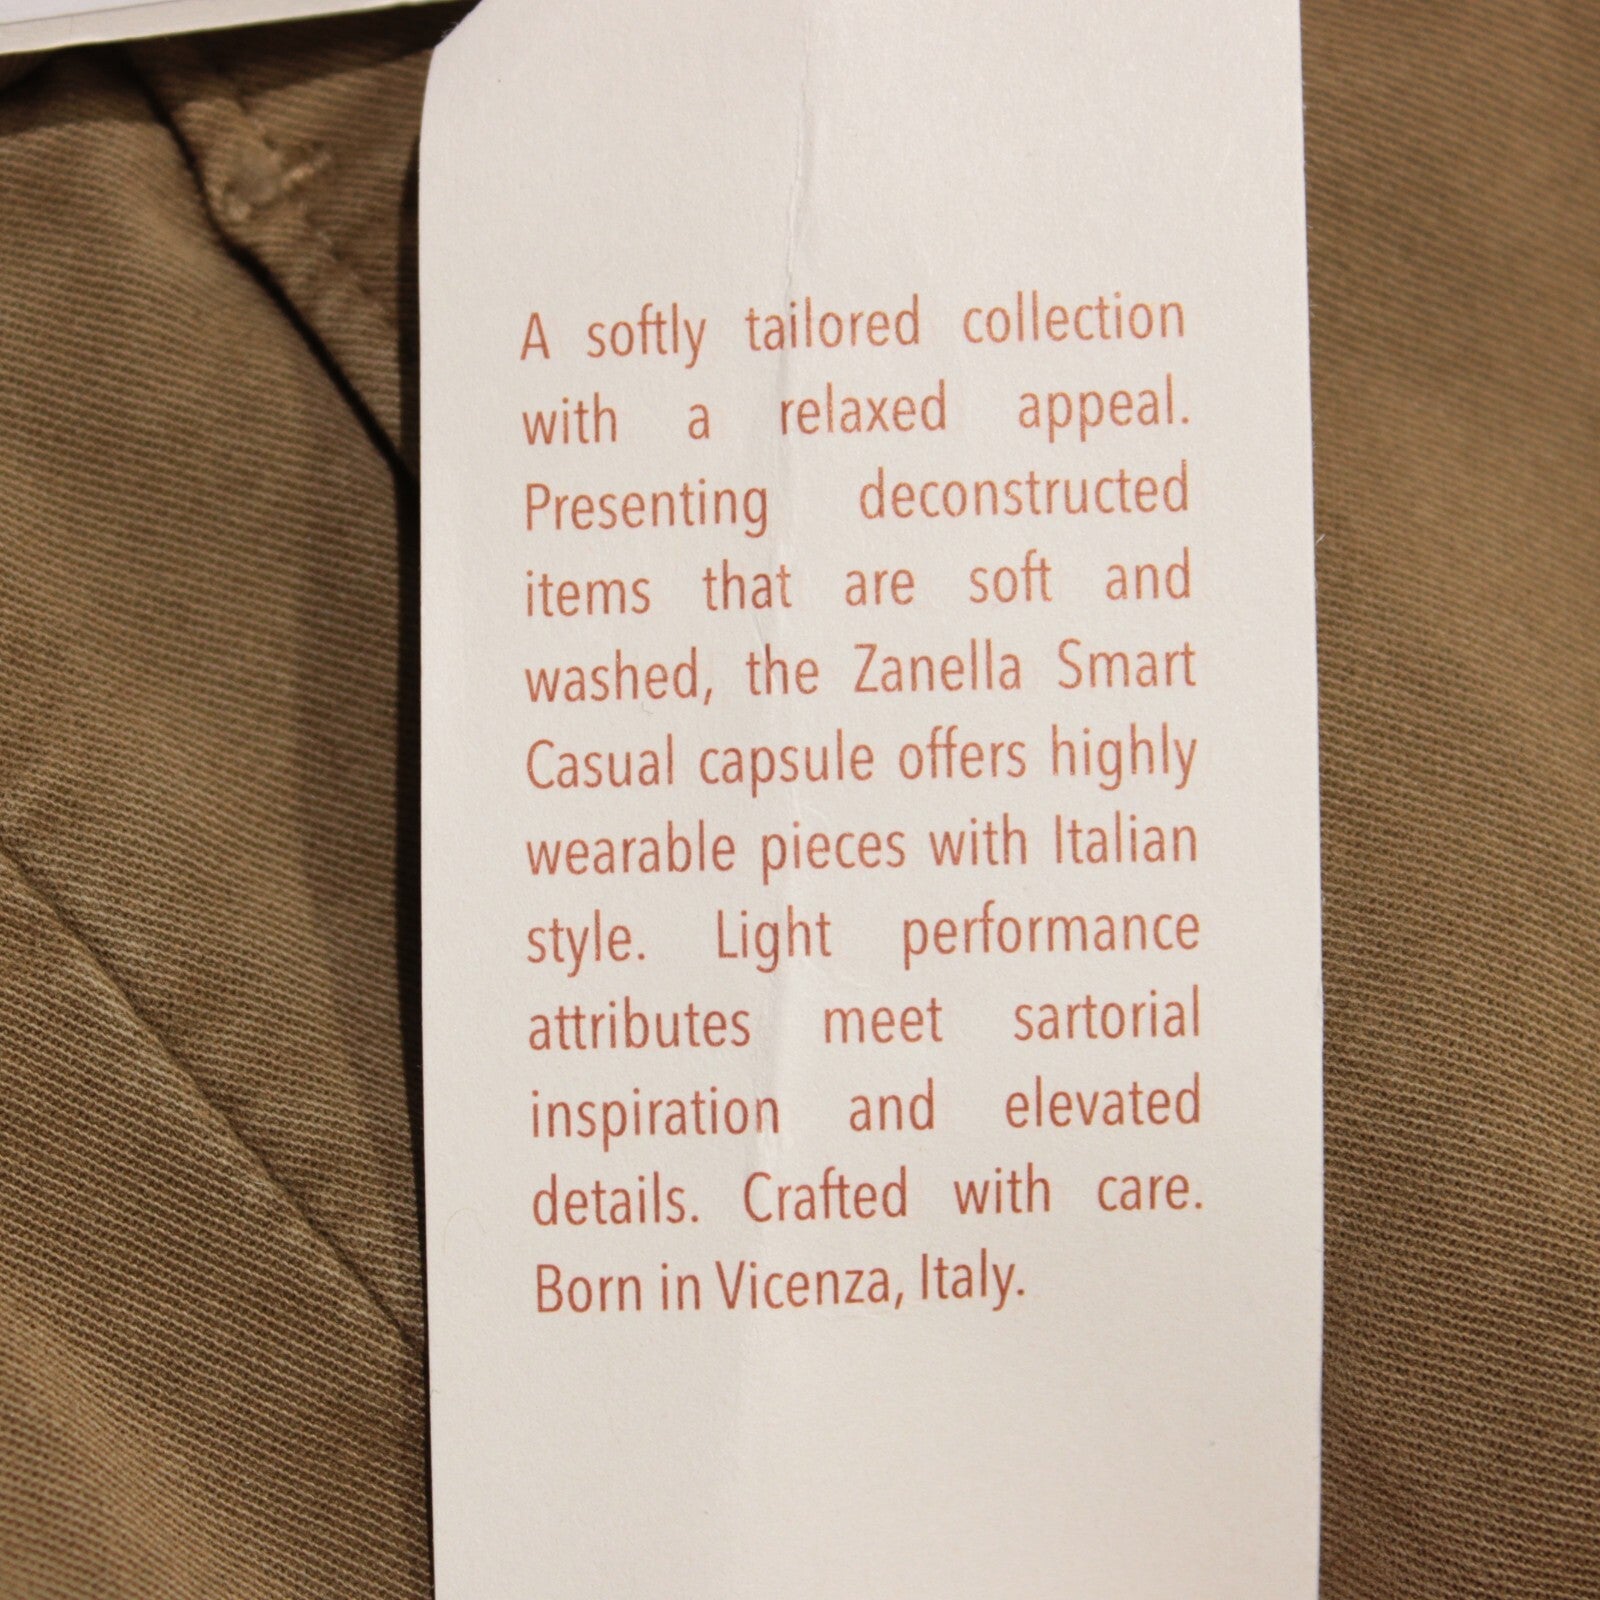 A softly tailored collection
with a relaxed appeal.
Presenting deconstructed
items that are soft and
washed, the Zanella Smart
Casual capsule offers highly
wearable pieces with Italian
style. Light performance
attributes meet sartorial
inspiration and elevated
details. Crafted with care.
Born in Vicenza, Italy.